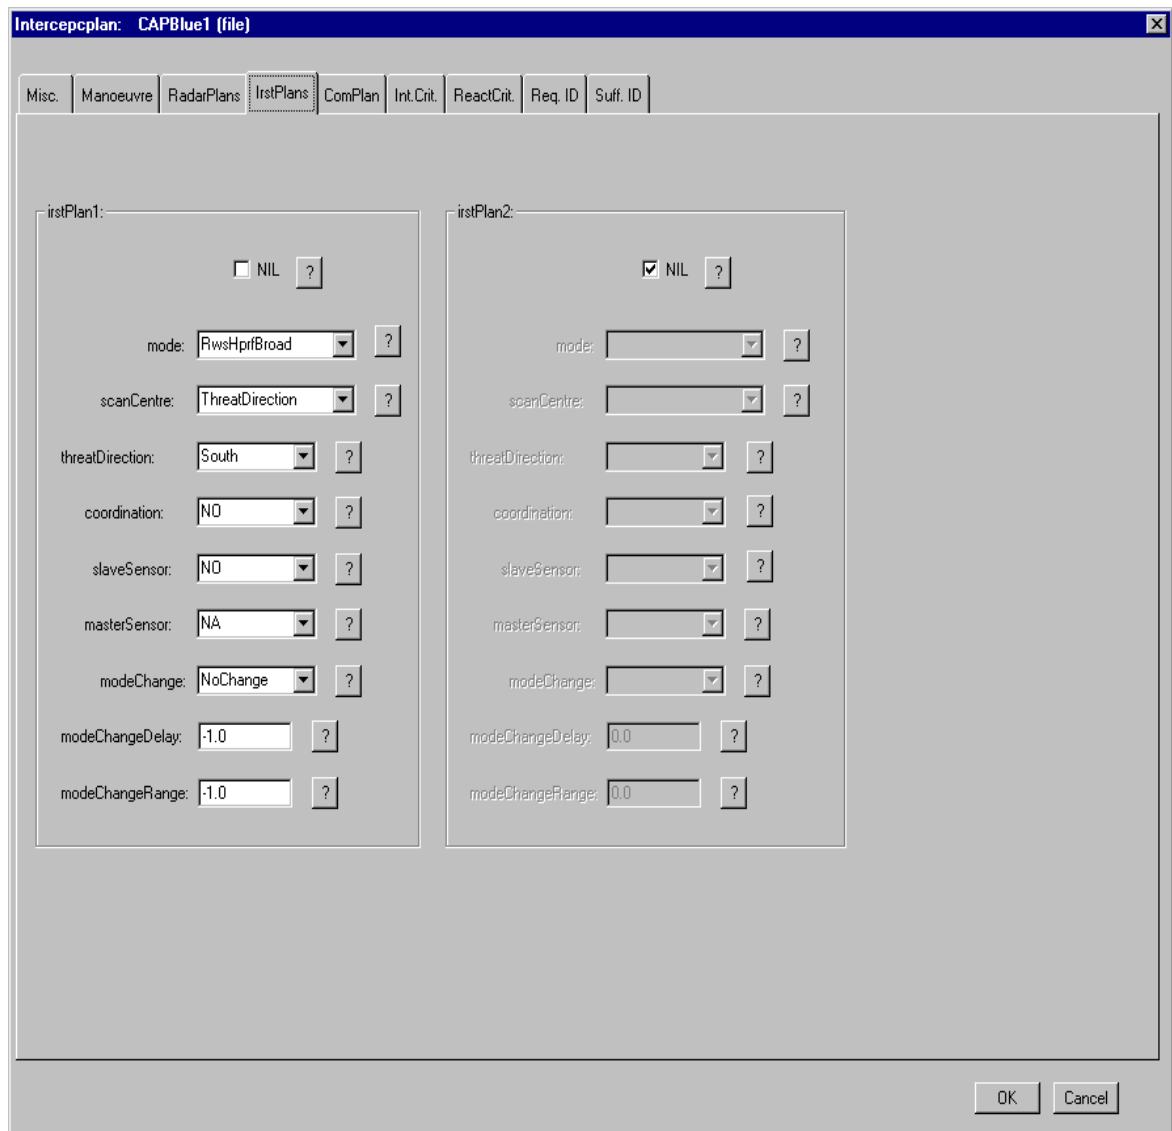 Intercepcplan: CAPBlue1 (file)
Misc. Manoeuvre RadarPlans IrstPlans ComPlan Int.Crit. ReactCrit. Req. ID Suff. ID
irstPlan1:
NIL ?
mode: RwsHprfBroad ?
scanCentre: ThreatDirection ?
threatDirection: South ?
coordination: NO ?
slaveSensor: NO ?
masterSensor: NA ?
modeChange: NoChange ?
modeChangeDelay: -1.0 ?
modeChangeRange: -1.0 ?
irstPlan2:
NIL ?
mode: ?
scanCentre: ?
threatDirection: ?
coordination: ?
slaveSensor: ?
masterSensor: ?
modeChange: ?
modeChangeDelay: 0.0 ?
modeChangeRange: 0.0 ?
OK Cancel